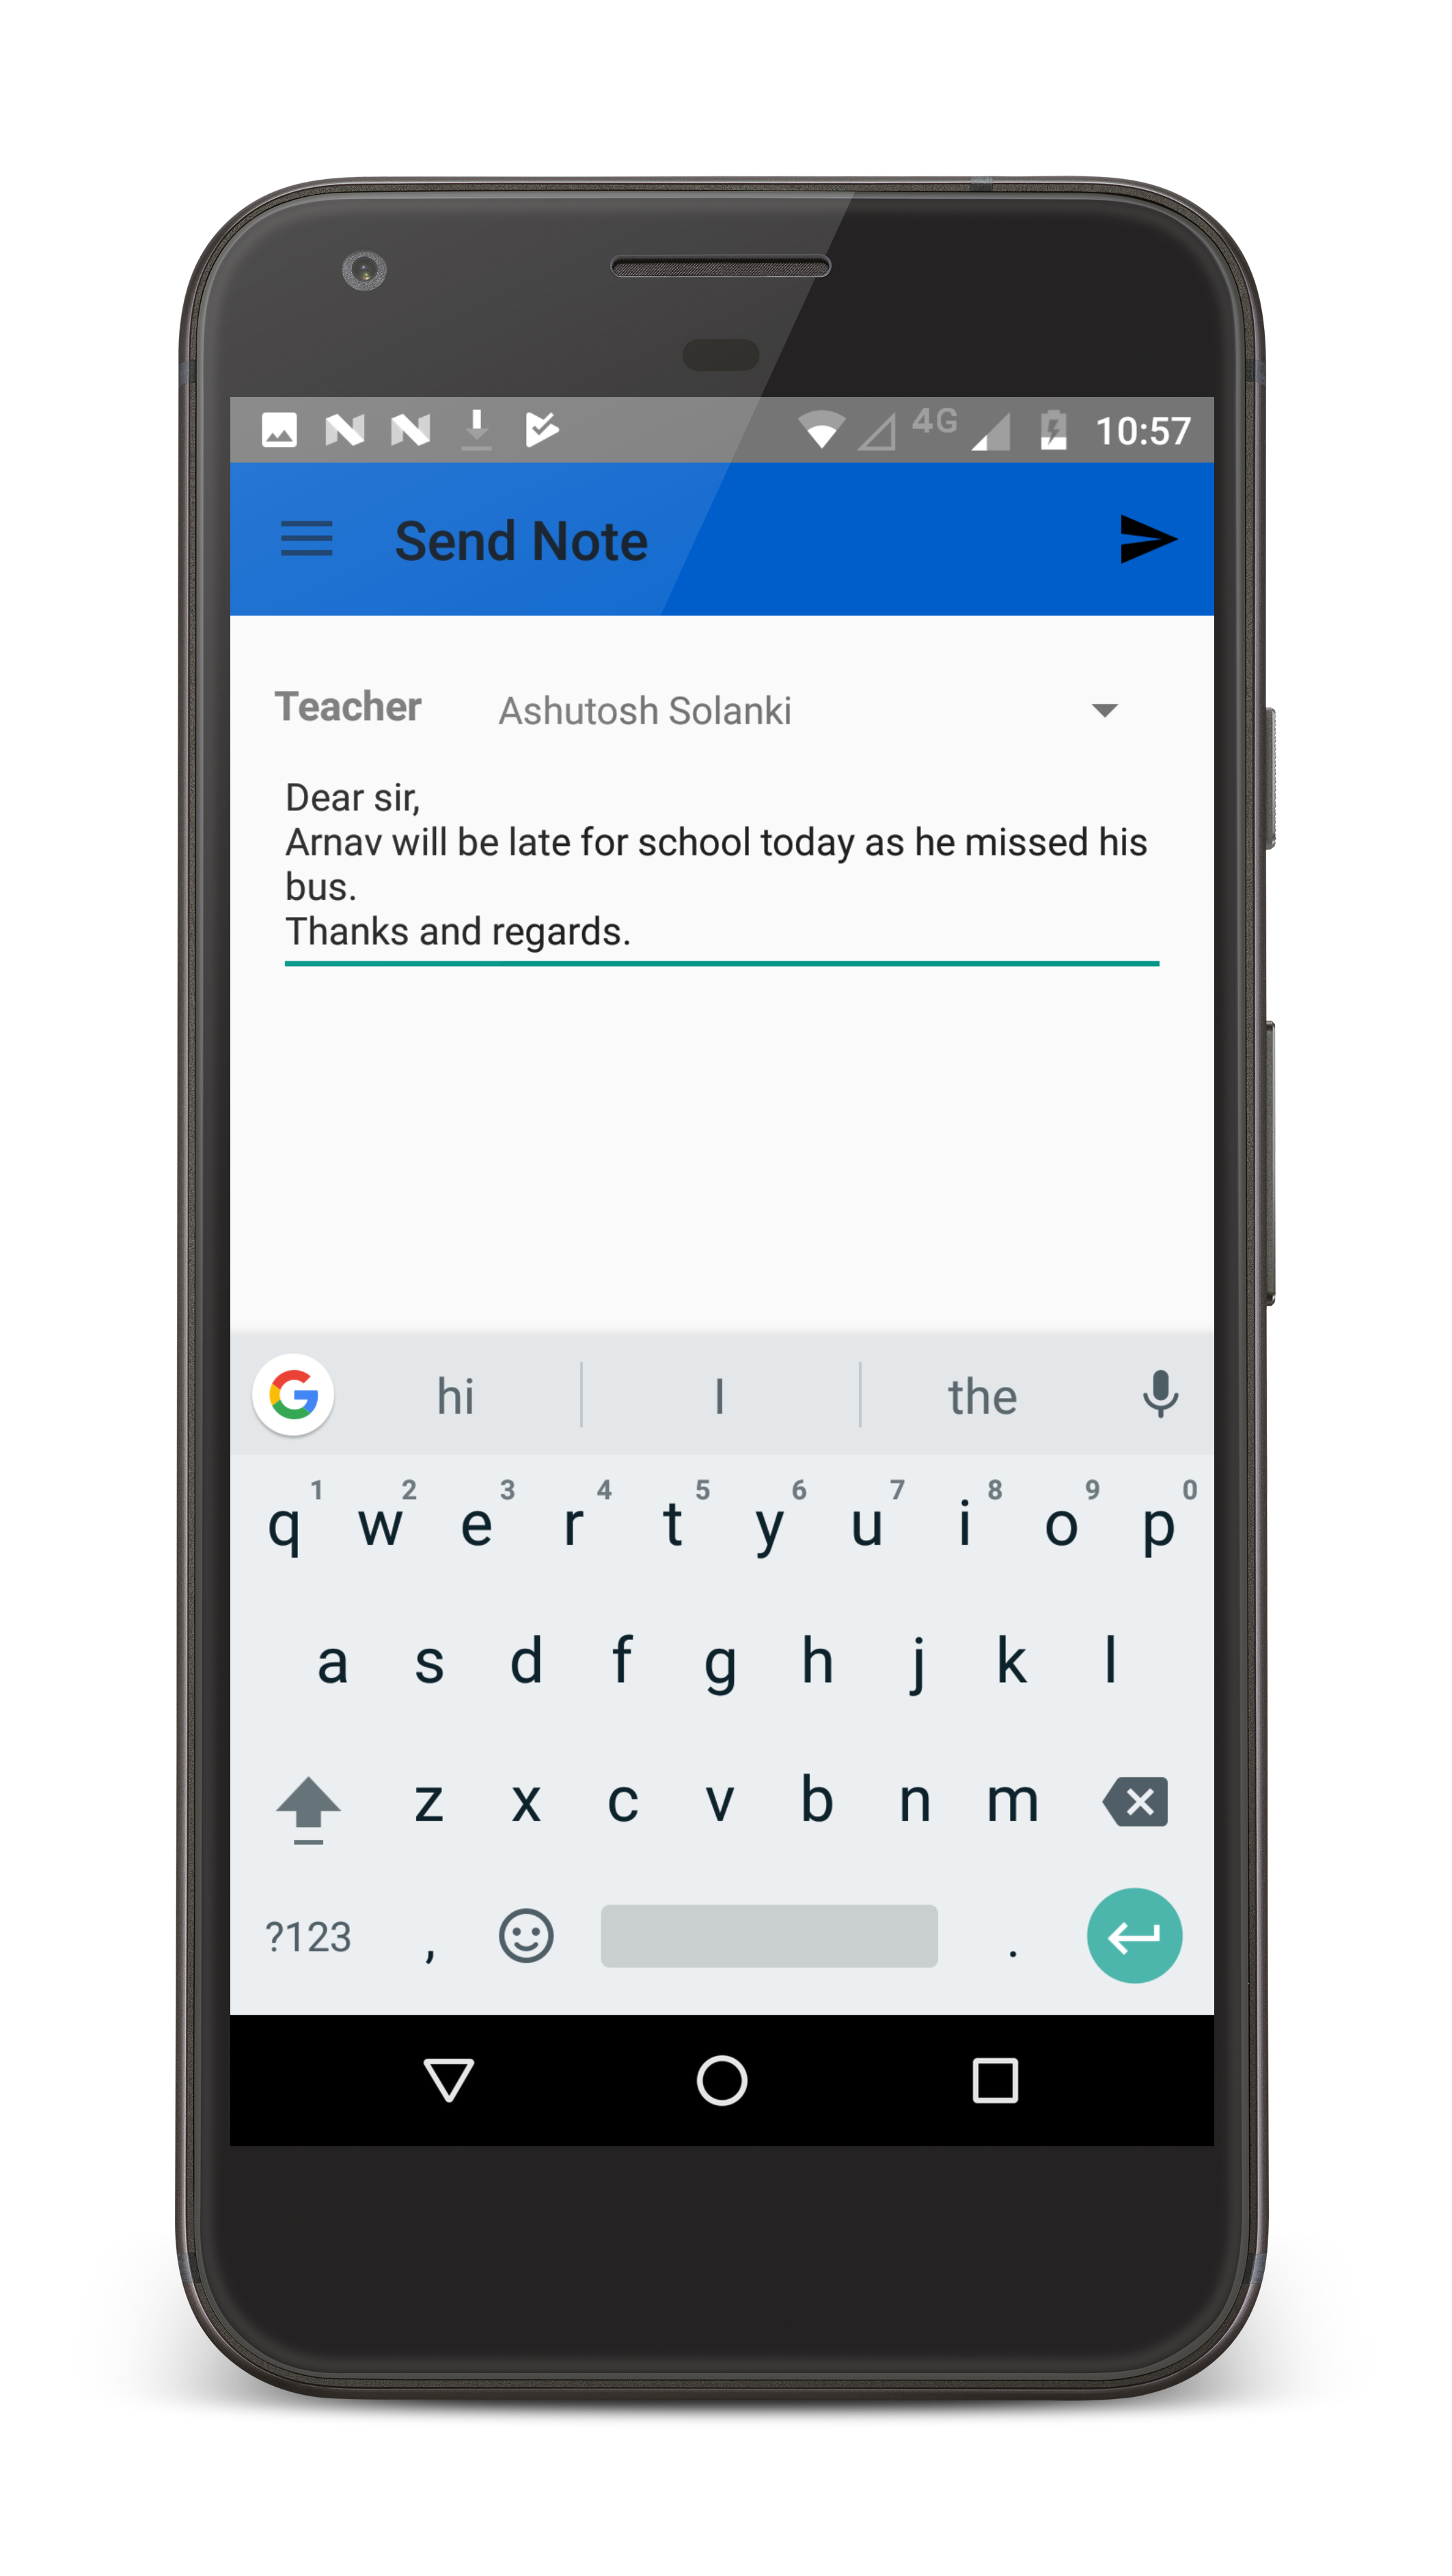 4G 10:57
Send Note
Teacher Ashutosh Solanki
Dear sir,
Arnav will be late for school today as he missed his
bus.
Thanks and regards.
hi I the
1 2 3 4 5 6 7 8 9 0
q w e r t y u i o p
a s d f g h j k l
z x c v b n m
?123 , .